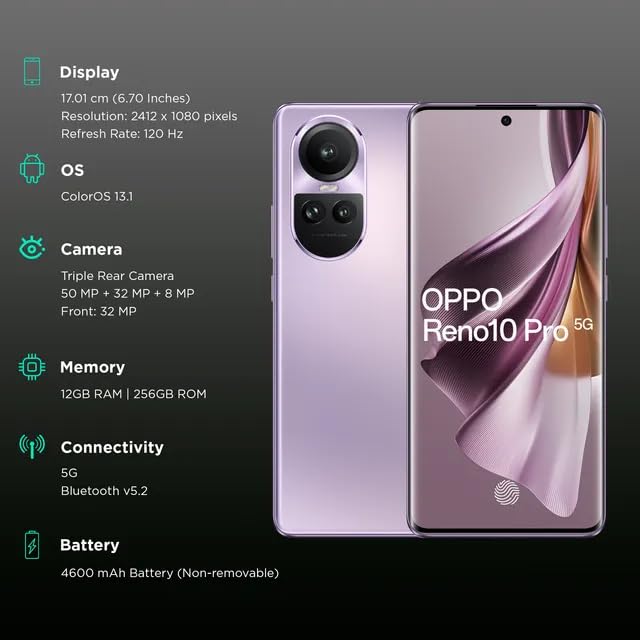 Display
17.01 cm (6.70 Inches)
Resolution: 2412 x 1080 pixels
Refresh Rate: 120 Hz
OS
ColorOS 13.1
Camera
Triple Rear Camera
50 MP + 32 MP + 8 MP
Front: 32 MP
Memory
12GB RAM | 256GB ROM
Connectivity
5G
Bluetooth v5.2
Battery
4600 mAh Battery (Non-removable)
OPPO
Reno10 Pro 5G